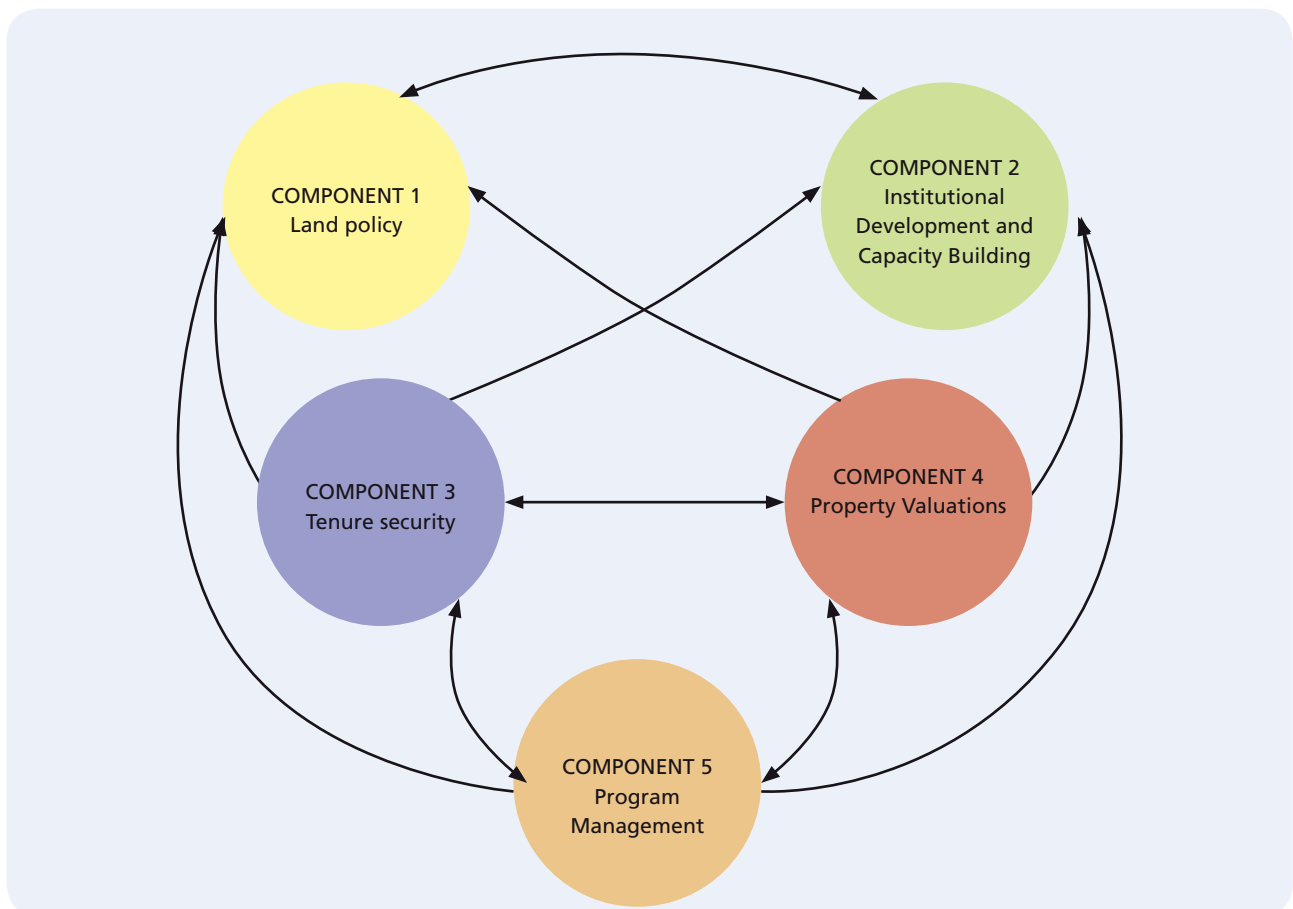 COMPONENT 1
Land policy
COMPONENT 2
Institutional
Development and
Capacity Building
COMPONENT 3
Tenure security
COMPONENT 4
Property Valuations
COMPONENT 5
Program
Management